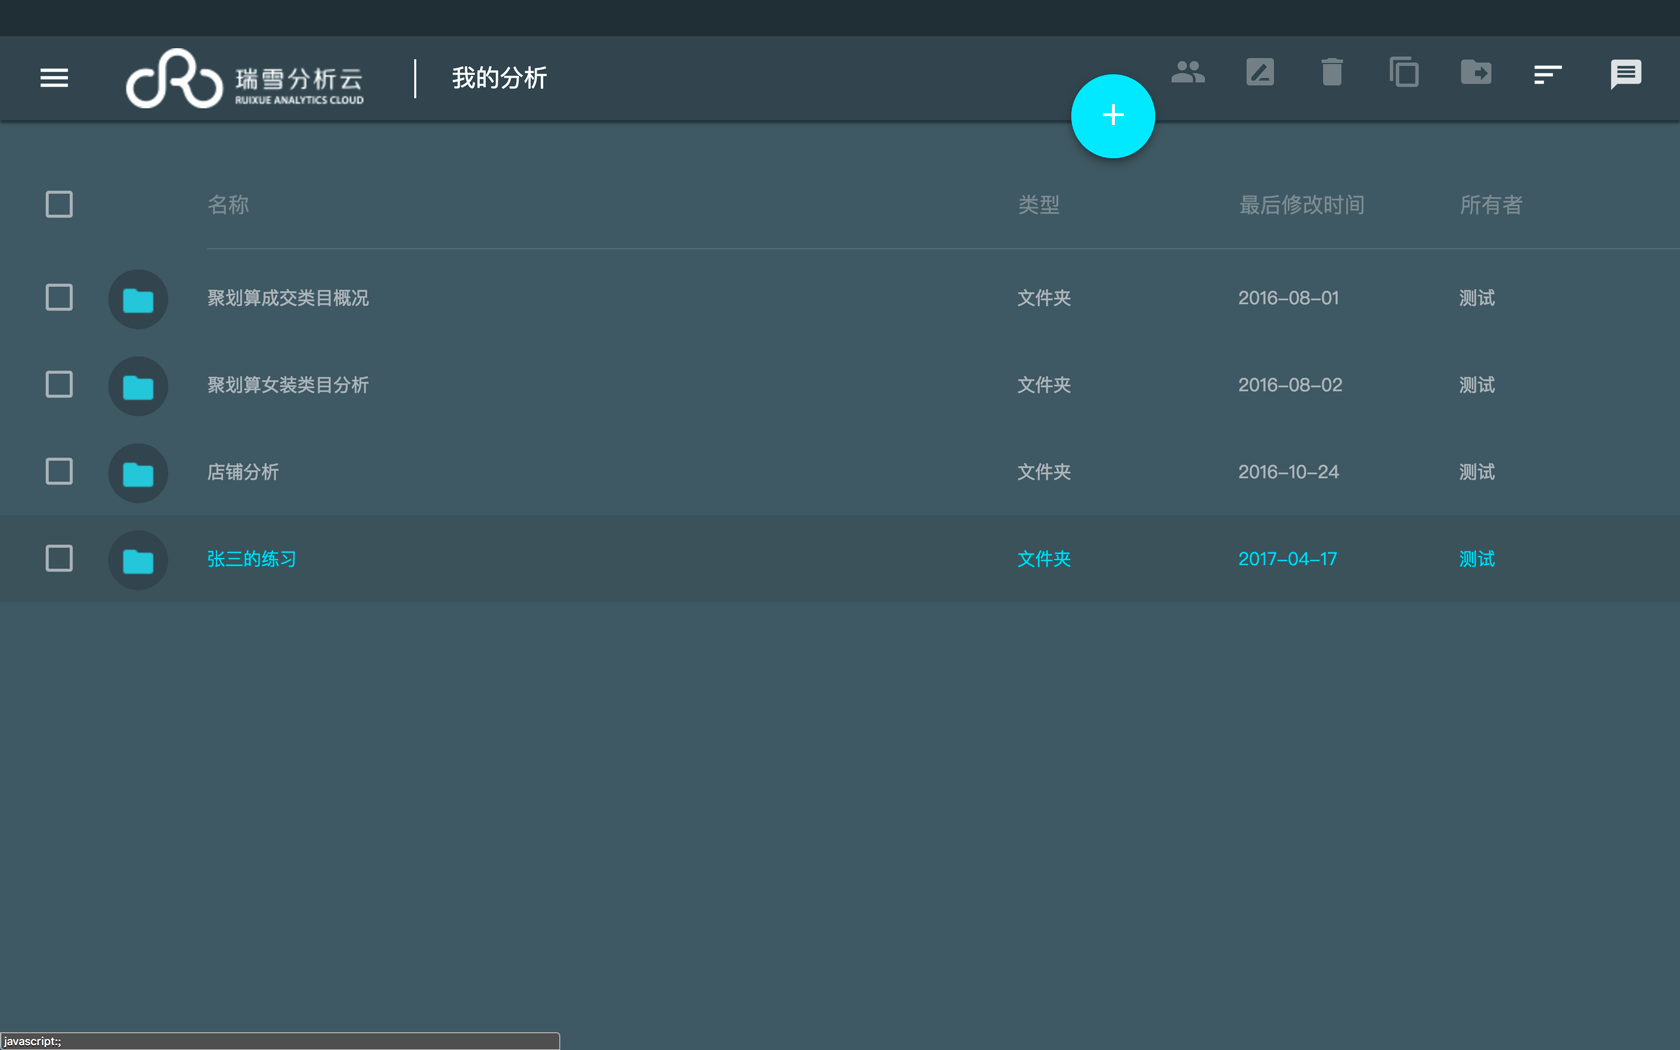 瑞雪分析云
RUIXUE ANALYTICS CLOUD
我的分析
名称 类型 最后修改时间 所有者
聚划算成交类目概况 文件夹 2016-08-01 测试
聚划算女装类目分析 文件夹 2016-08-02 测试
店铺分析 文件夹 2016-10-24 测试
张三的练习 文件夹 2017-04-17 测试
javascript:;